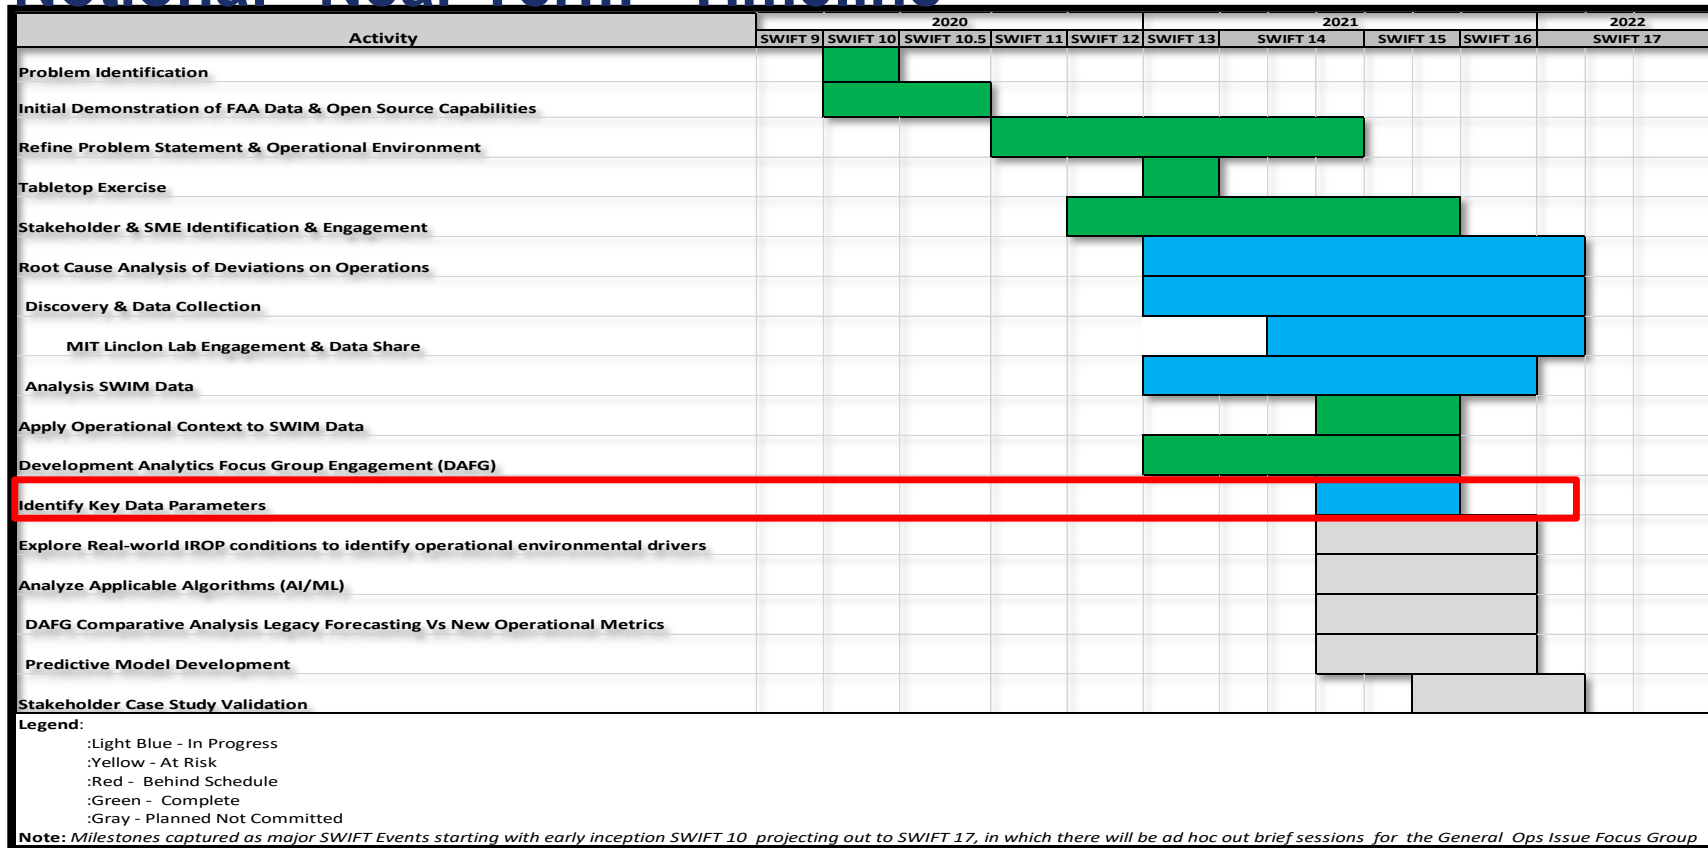 Notional "Near-Term" Timeline
2020 2021 2022
Activity SWIFT 9 SWIFT 10 SWIFT 10.5 SWIFT 11 SWIFT 12 SWIFT 13 SWIFT 14 SWIFT 15 SWIFT 16 SWIFT 17
Problem Identification
Initial Demonstration of FAA Data & Open Source Capabilities
Refine Problem Statement & Operational Environment
Tabletop Exercise
Stakeholder & SME Identification & Engagement
Root Cause Analysis of Deviations on Operations
Discovery & Data Collection
MIT Linclon Lab Engagement & Data Share
Analysis SWIM Data
Apply Operational Context to SWIM Data
Development Analytics Focus Group Engagement (DAFG)
Identify Key Data Parameters
Explore Real-world IROP conditions to identify operational environmental drivers
Analyze Applicable Algorithms (AI/ML)
DAFG Comparative Analysis Legacy Forecasting Vs New Operational Metrics
Predictive Model Development
Stakeholder Case Study Validation
Legend:
:Light Blue - In Progress
:Yellow - At Risk
:Red - Behind Schedule
:Green - Complete
:Gray - Planned Not Committed
Note: Milestones captured as major SWIFT Events starting with early inception SWIFT 10 projecting out to SWIFT 17, in which there will be ad hoc out brief sessions for the General Ops Issue Focus Group